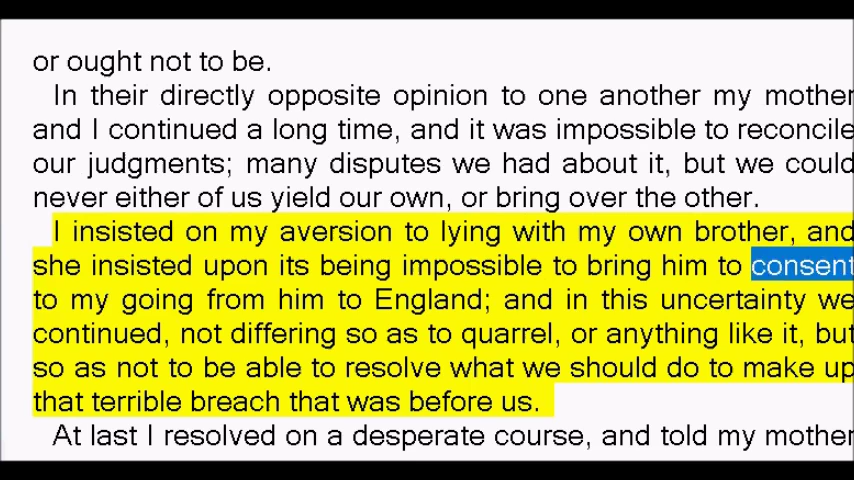 or ought not to be.
In their directly opposite opinion to one another my mother
and I continued a long time, and it was impossible to reconcile
our judgments; many disputes we had about it, but we could
never either of us yield our own, or bring over the other.
I insisted on my aversion to lying with my own brother, and
she insisted upon its being impossible to bring him to consent
to my going from him to England; and in this uncertainty we
continued, not differing so as to quarrel, or anything like it, but
so as not to be able to resolve what we should do to make up
that terrible breach that was before us.
At last I resolved on a desperate course, and told my mother